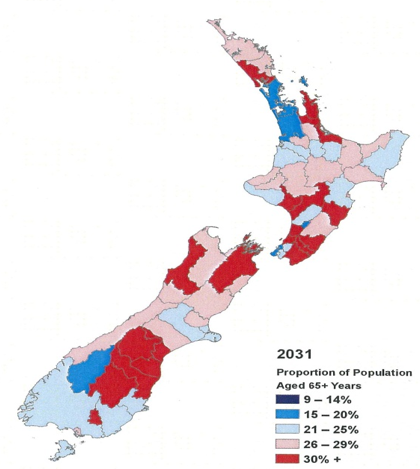 2031
Proportion of Population
Aged 65+ Years
9 – 14%
15 – 20%
21 – 25%
26 – 29%
30% +